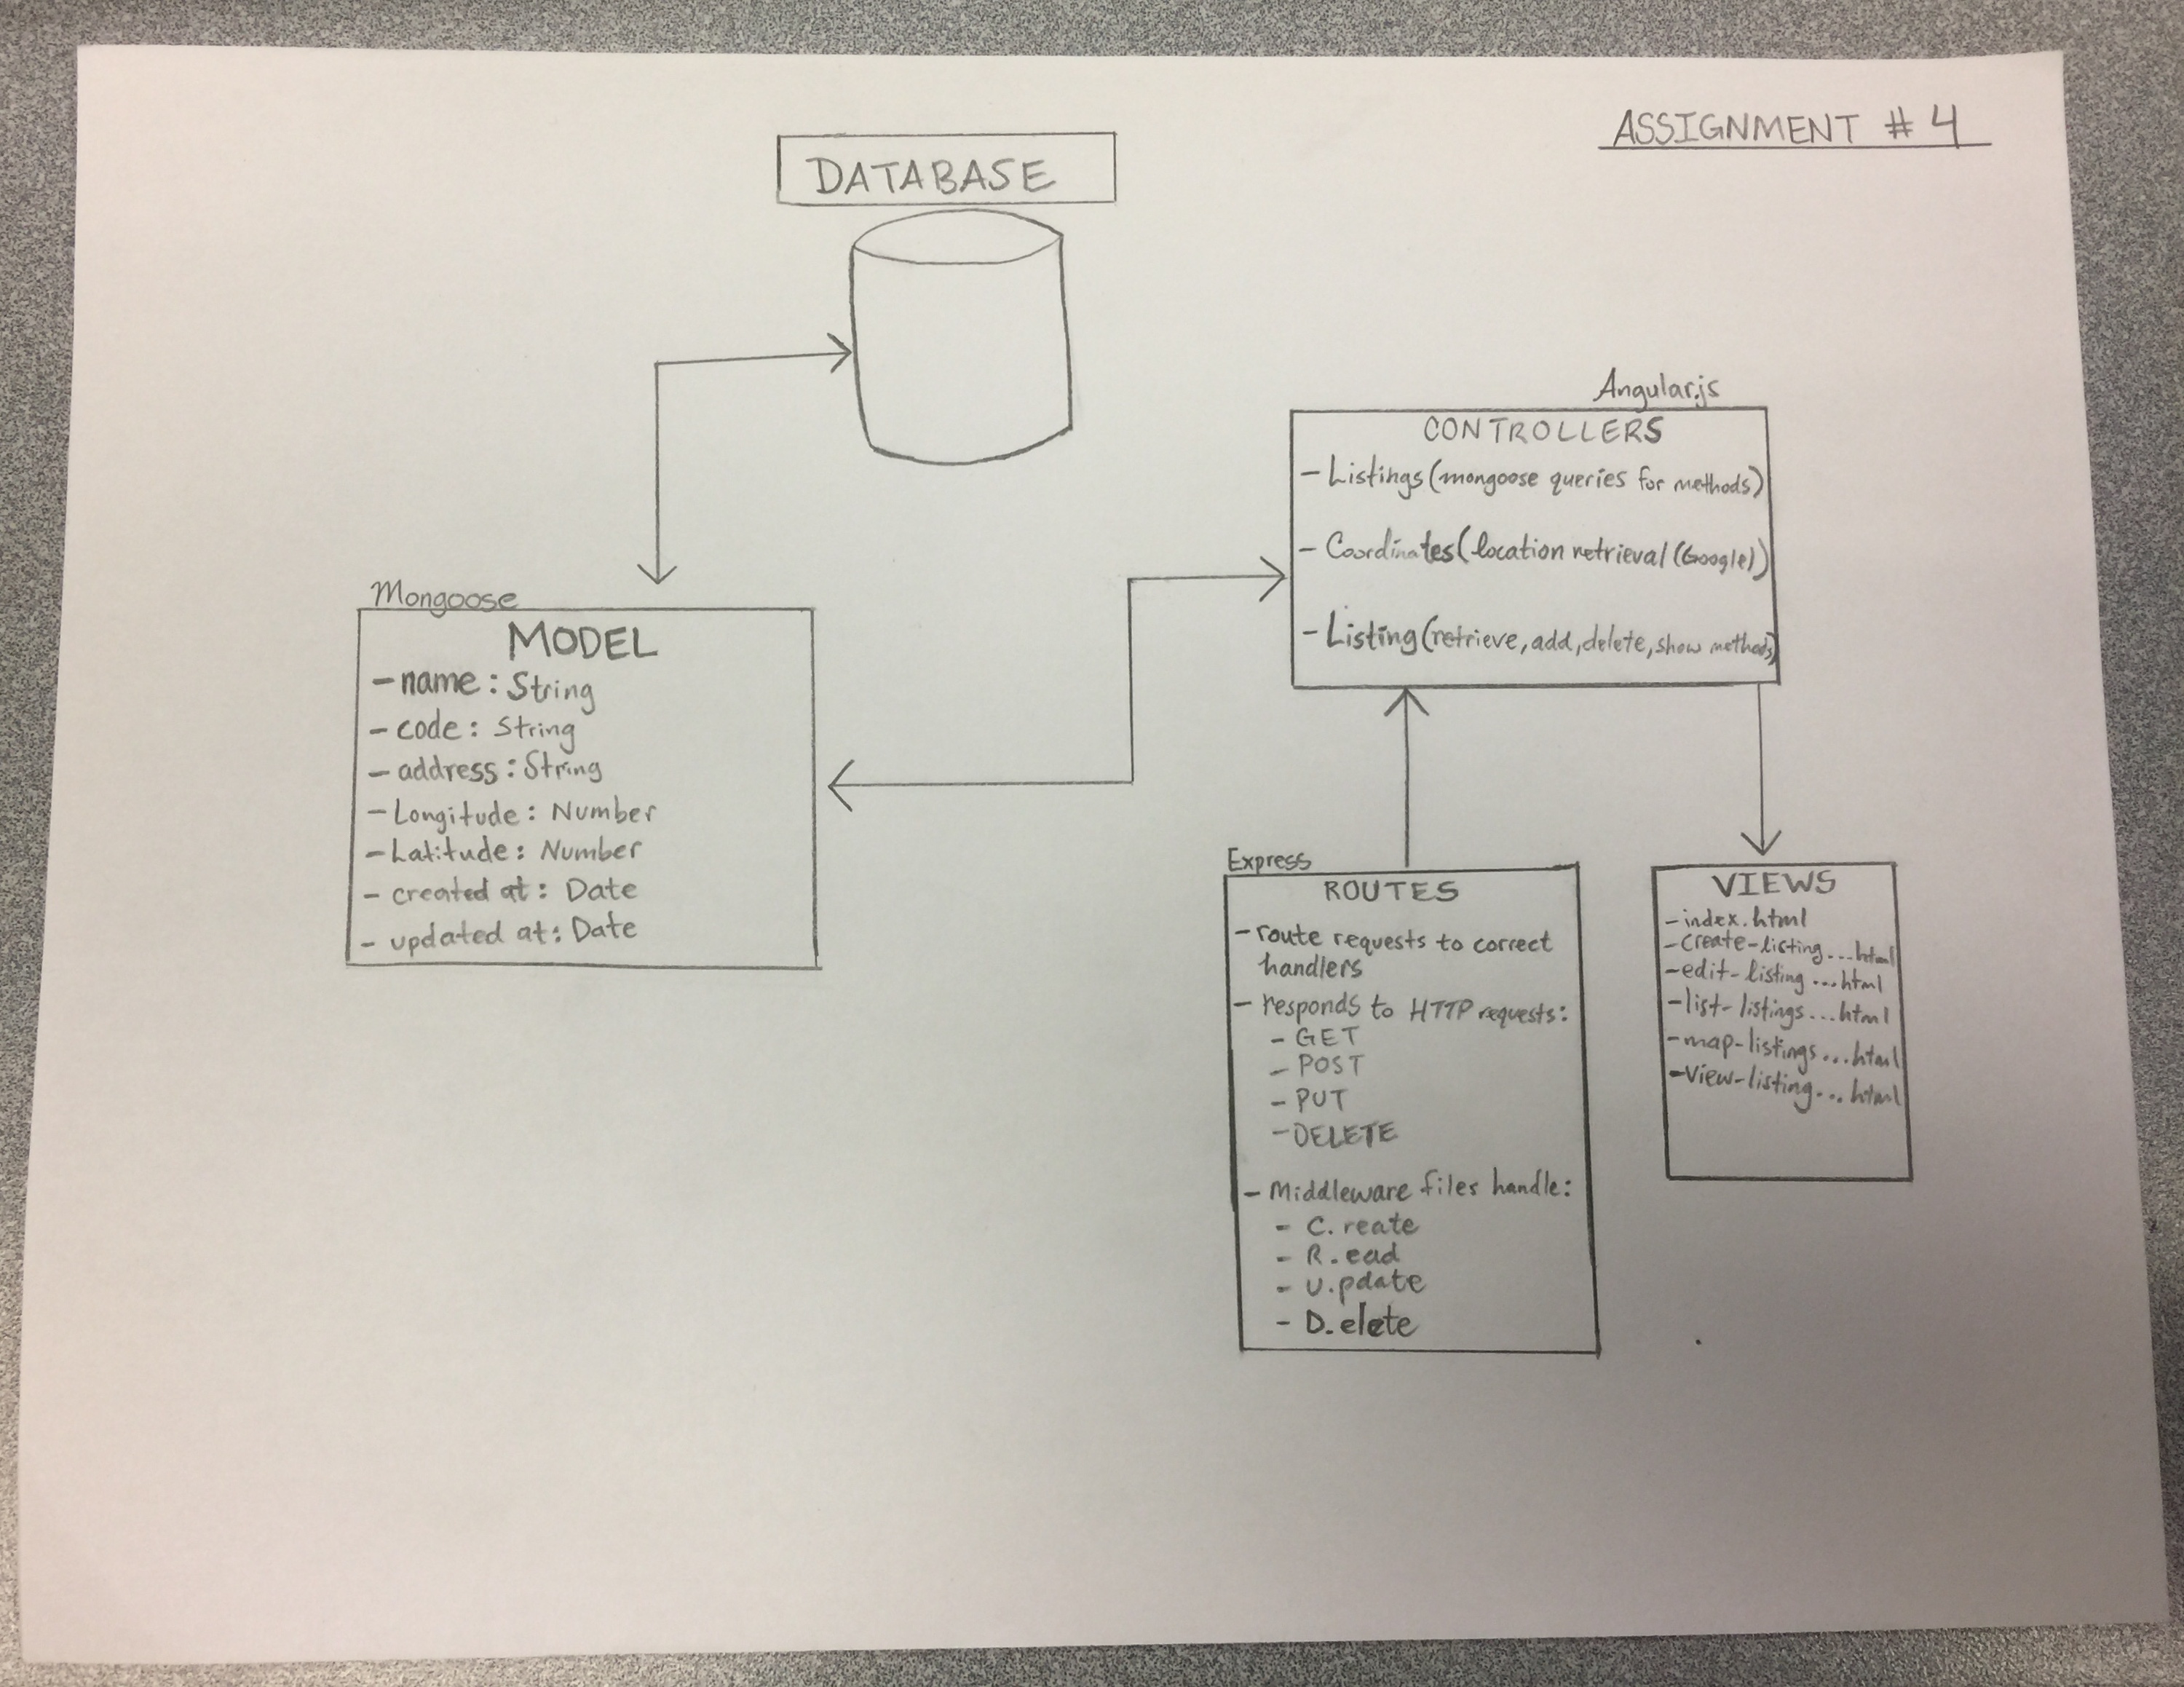 ASSIGNMENT # 4
DATABASE
Angular.js
CONTROLLERS
- Listings (mongoose queries for methods)
- Coordinates (location retrieval (Google))
- Listing (retrieve, add, delete, show methods)
Mongoose
MODEL
- name : String
- code : String
- address : String
- Longitude : Number
- Latitude : Number
- created at : Date
- updated at : Date
Express
ROUTES
- route requests to correct
handlers
- responds to HTTP requests:
- GET
- POST
- PUT
- DELETE
- Middleware files handle:
- C.reate
- R.ead
- U.pdate
- D.elete
VIEWS
- index.html
- create-listing...html
- edit-listing...html
- list-listings...html
- map-listings...html
- view-listing...html